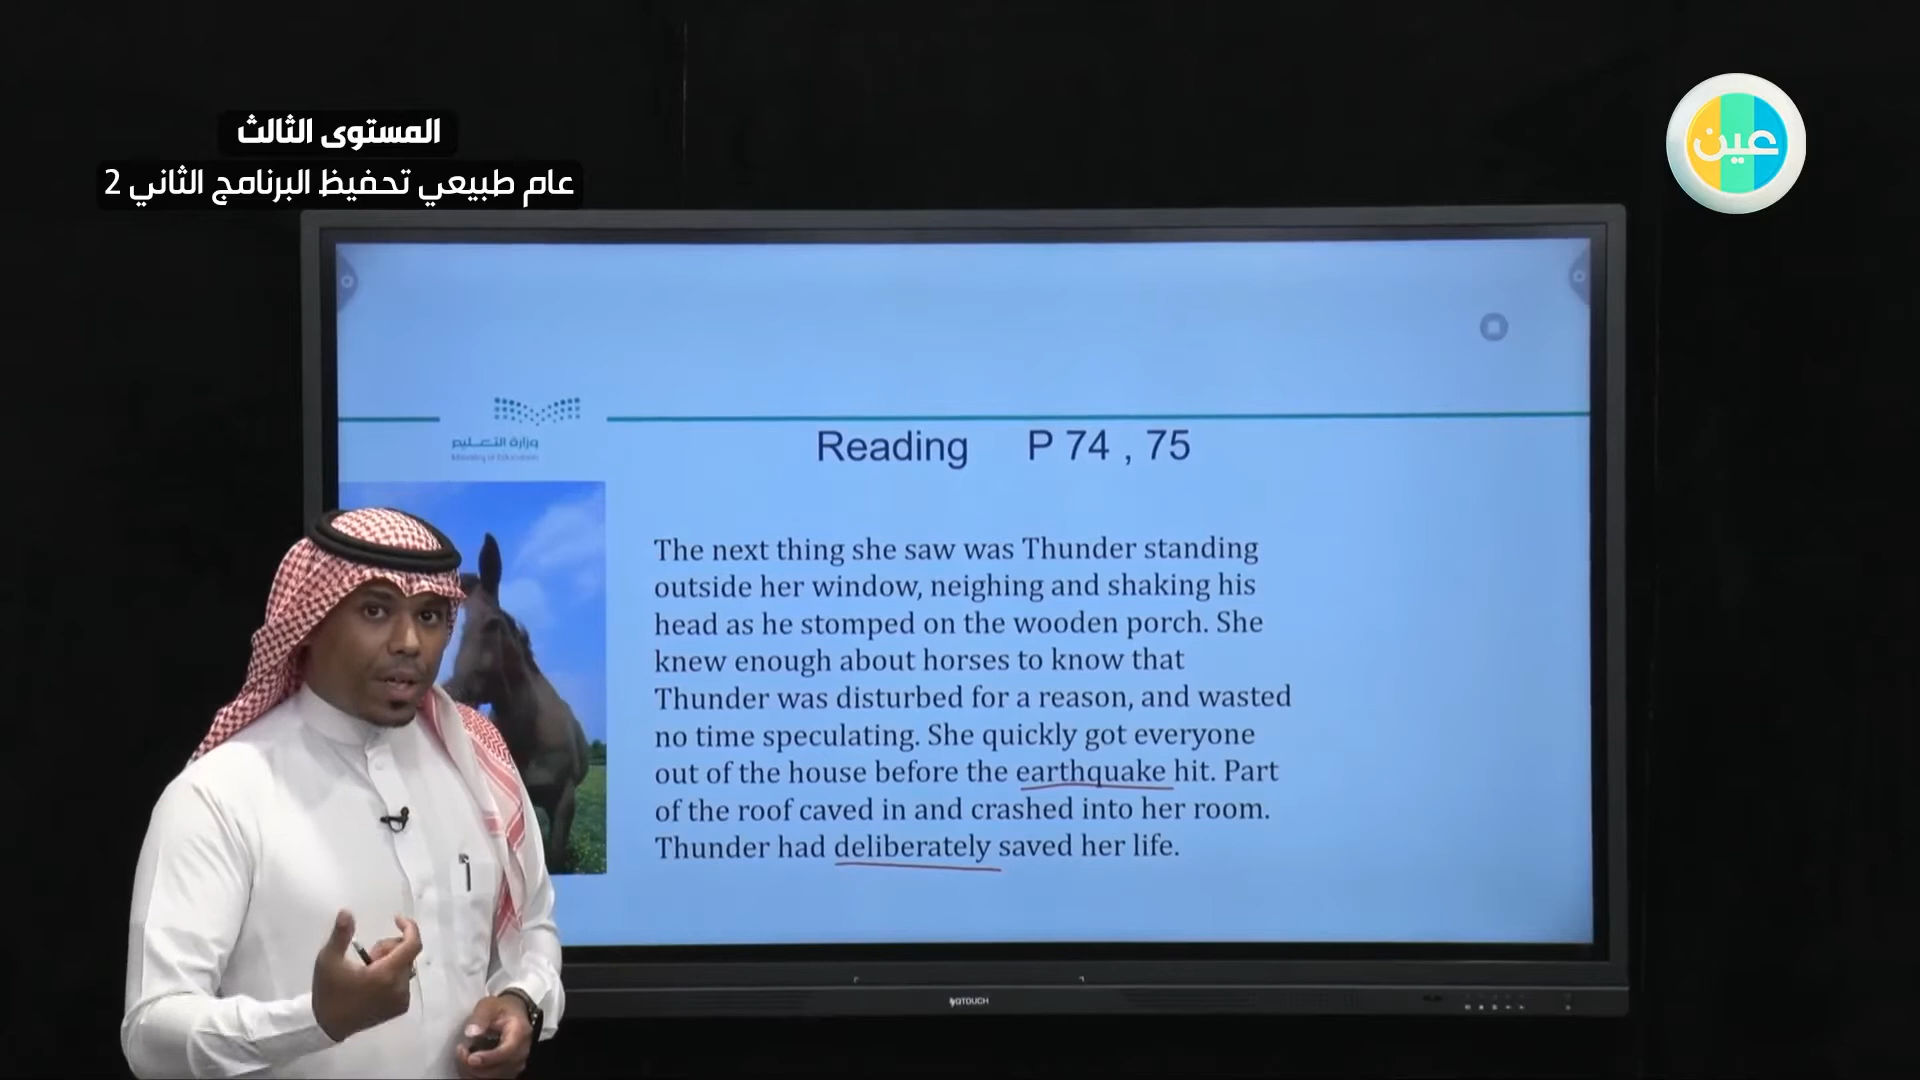 المستوى الثالث
عام طبيعي تحفيظ البرنامج الثاني 2
عين
وزارة التعليم
Ministry of Education
Reading P 74 , 75
The next thing she saw was Thunder standing
outside her window, neighing and shaking his
head as he stomped on the wooden porch. She
knew enough about horses to know that
Thunder was disturbed for a reason, and wasted
no time speculating. She quickly got everyone
out of the house before the earthquake hit. Part
of the roof caved in and crashed into her room.
Thunder had deliberately saved her life.
QTOUCH